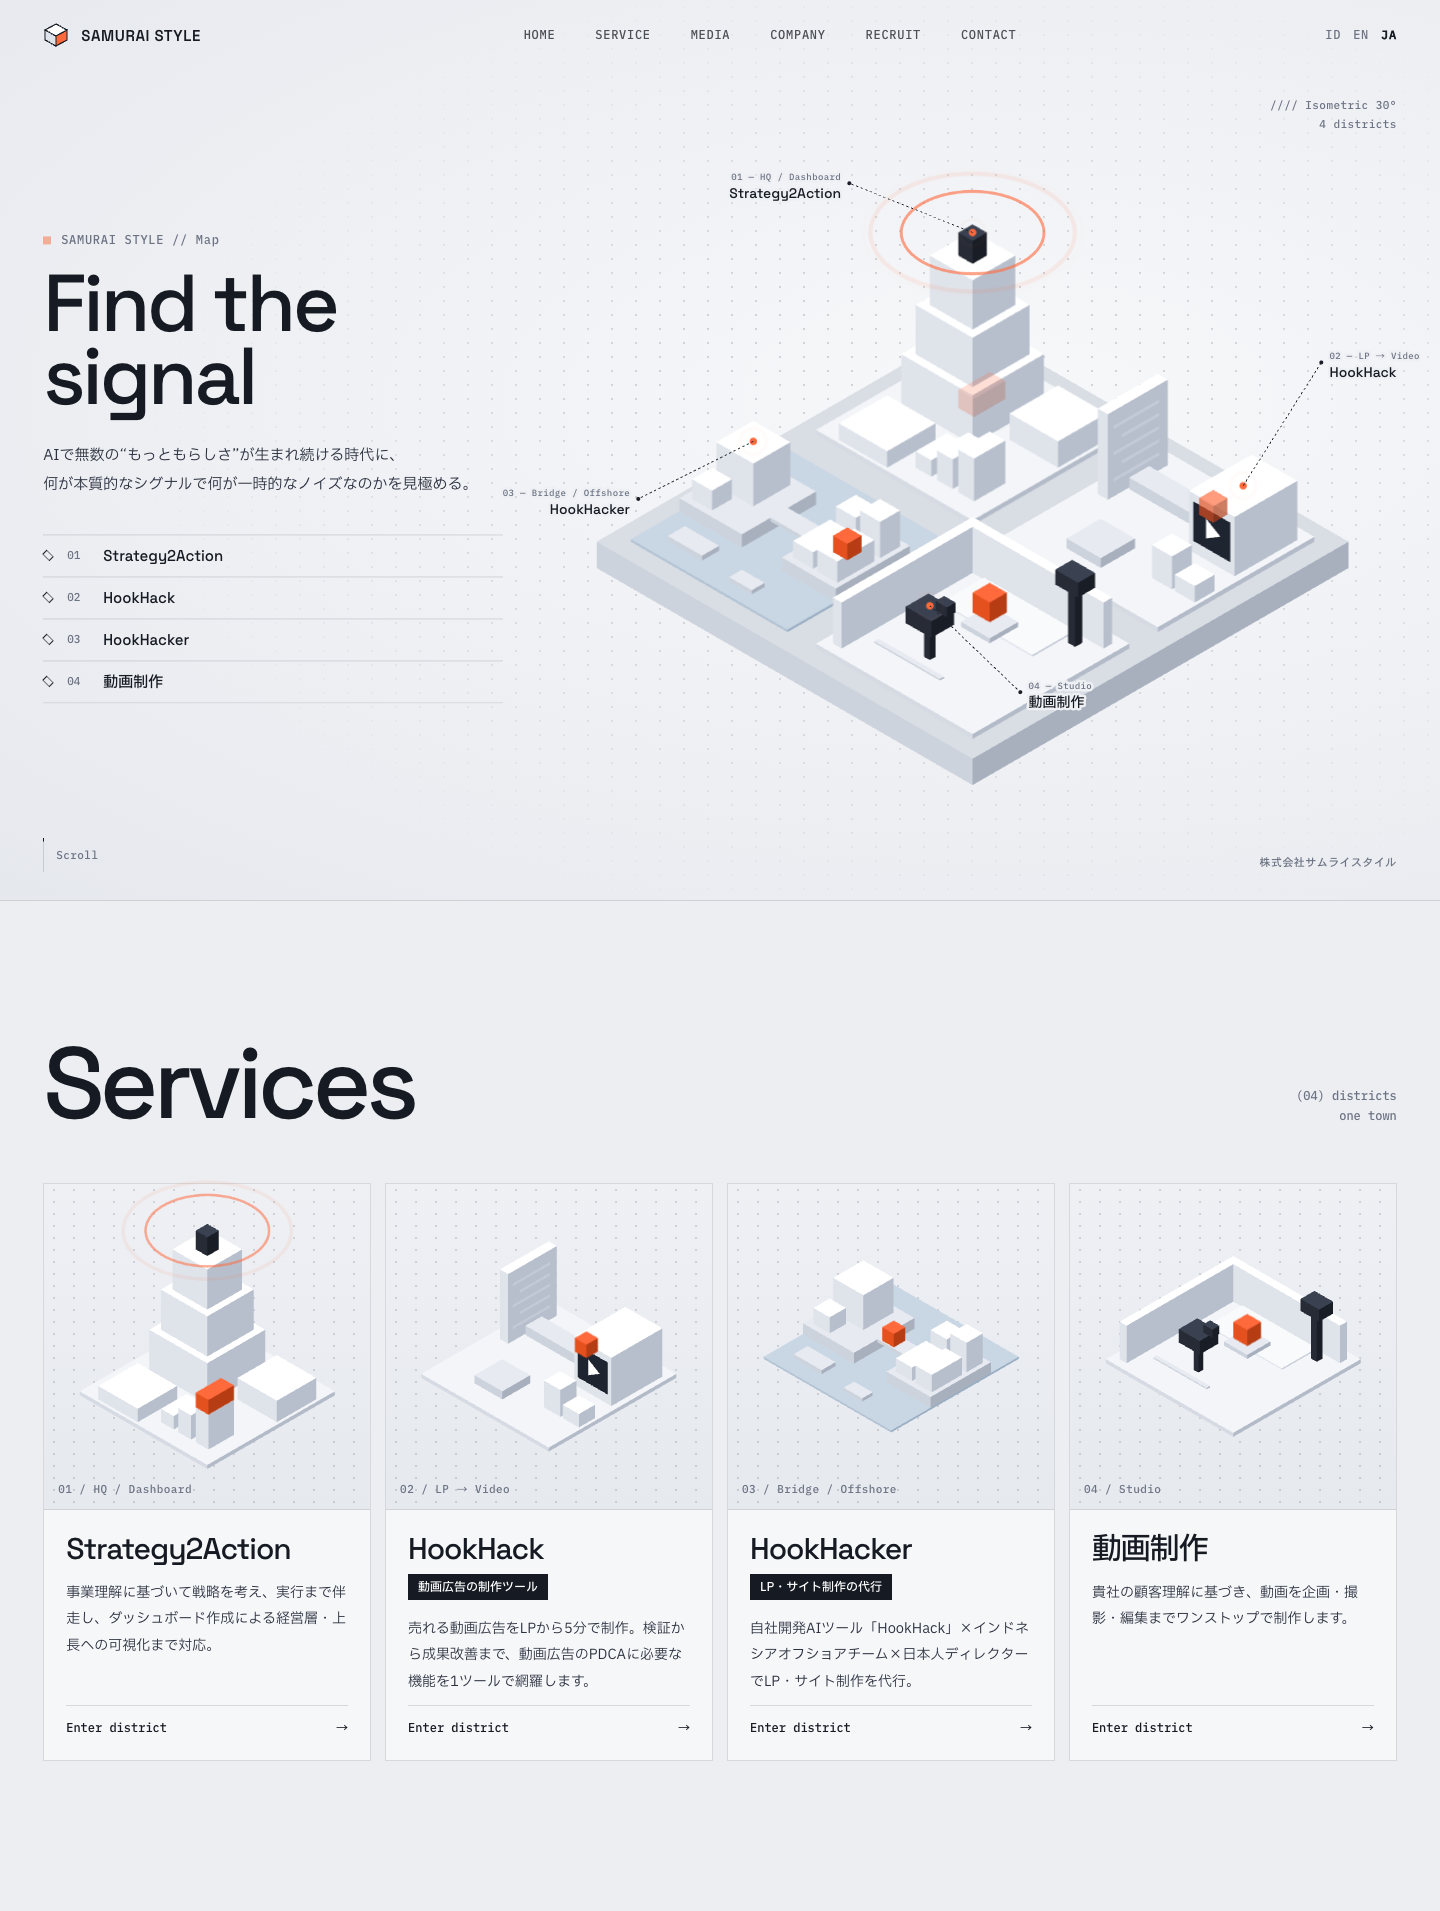 SAMURAI STYLE
HOME SERVICE MEDIA COMPANY RECRUIT CONTACT
ID EN JA
//// Isometric 30°
4 districts
01 — HQ / Dashboard
Strategy2Action
SAMURAI STYLE // Map
Find the
signal
AIで無数の“もっともらしさ”が生まれ続ける時代に、
何が本質的なシグナルで何が一時的なノイズなのかを見極める。
02 — LP → Video
HookHack
03 — Bridge / Offshore
HookHacker
01 Strategy2Action
02 HookHack
03 HookHacker
04 動画制作
04 — Studio
動画制作
Scroll
株式会社サムライスタイル
Services
(04) districts
one town
01 / HQ / Dashboard
Strategy2Action
事業理解に基づいて戦略を考え、実行まで伴
走し、ダッシュボード作成による経営層・上
長への可視化まで対応。
Enter district →
02 / LP → Video
HookHack
動画広告の制作ツール
売れる動画広告をLPから5分で制作。検証か
ら成果改善まで、動画広告のPDCAに必要な
機能を1ツールで網羅します。
Enter district →
03 / Bridge / Offshore
HookHacker
LP・サイト制作の代行
自社開発AIツール「HookHack」×インドネ
シアオフショアチーム×日本人ディレクター
でLP・サイト制作を代行。
Enter district →
04 / Studio
動画制作
貴社の顧客理解に基づき、動画を企画・撮
影・編集までワンストップで制作します。
Enter district →